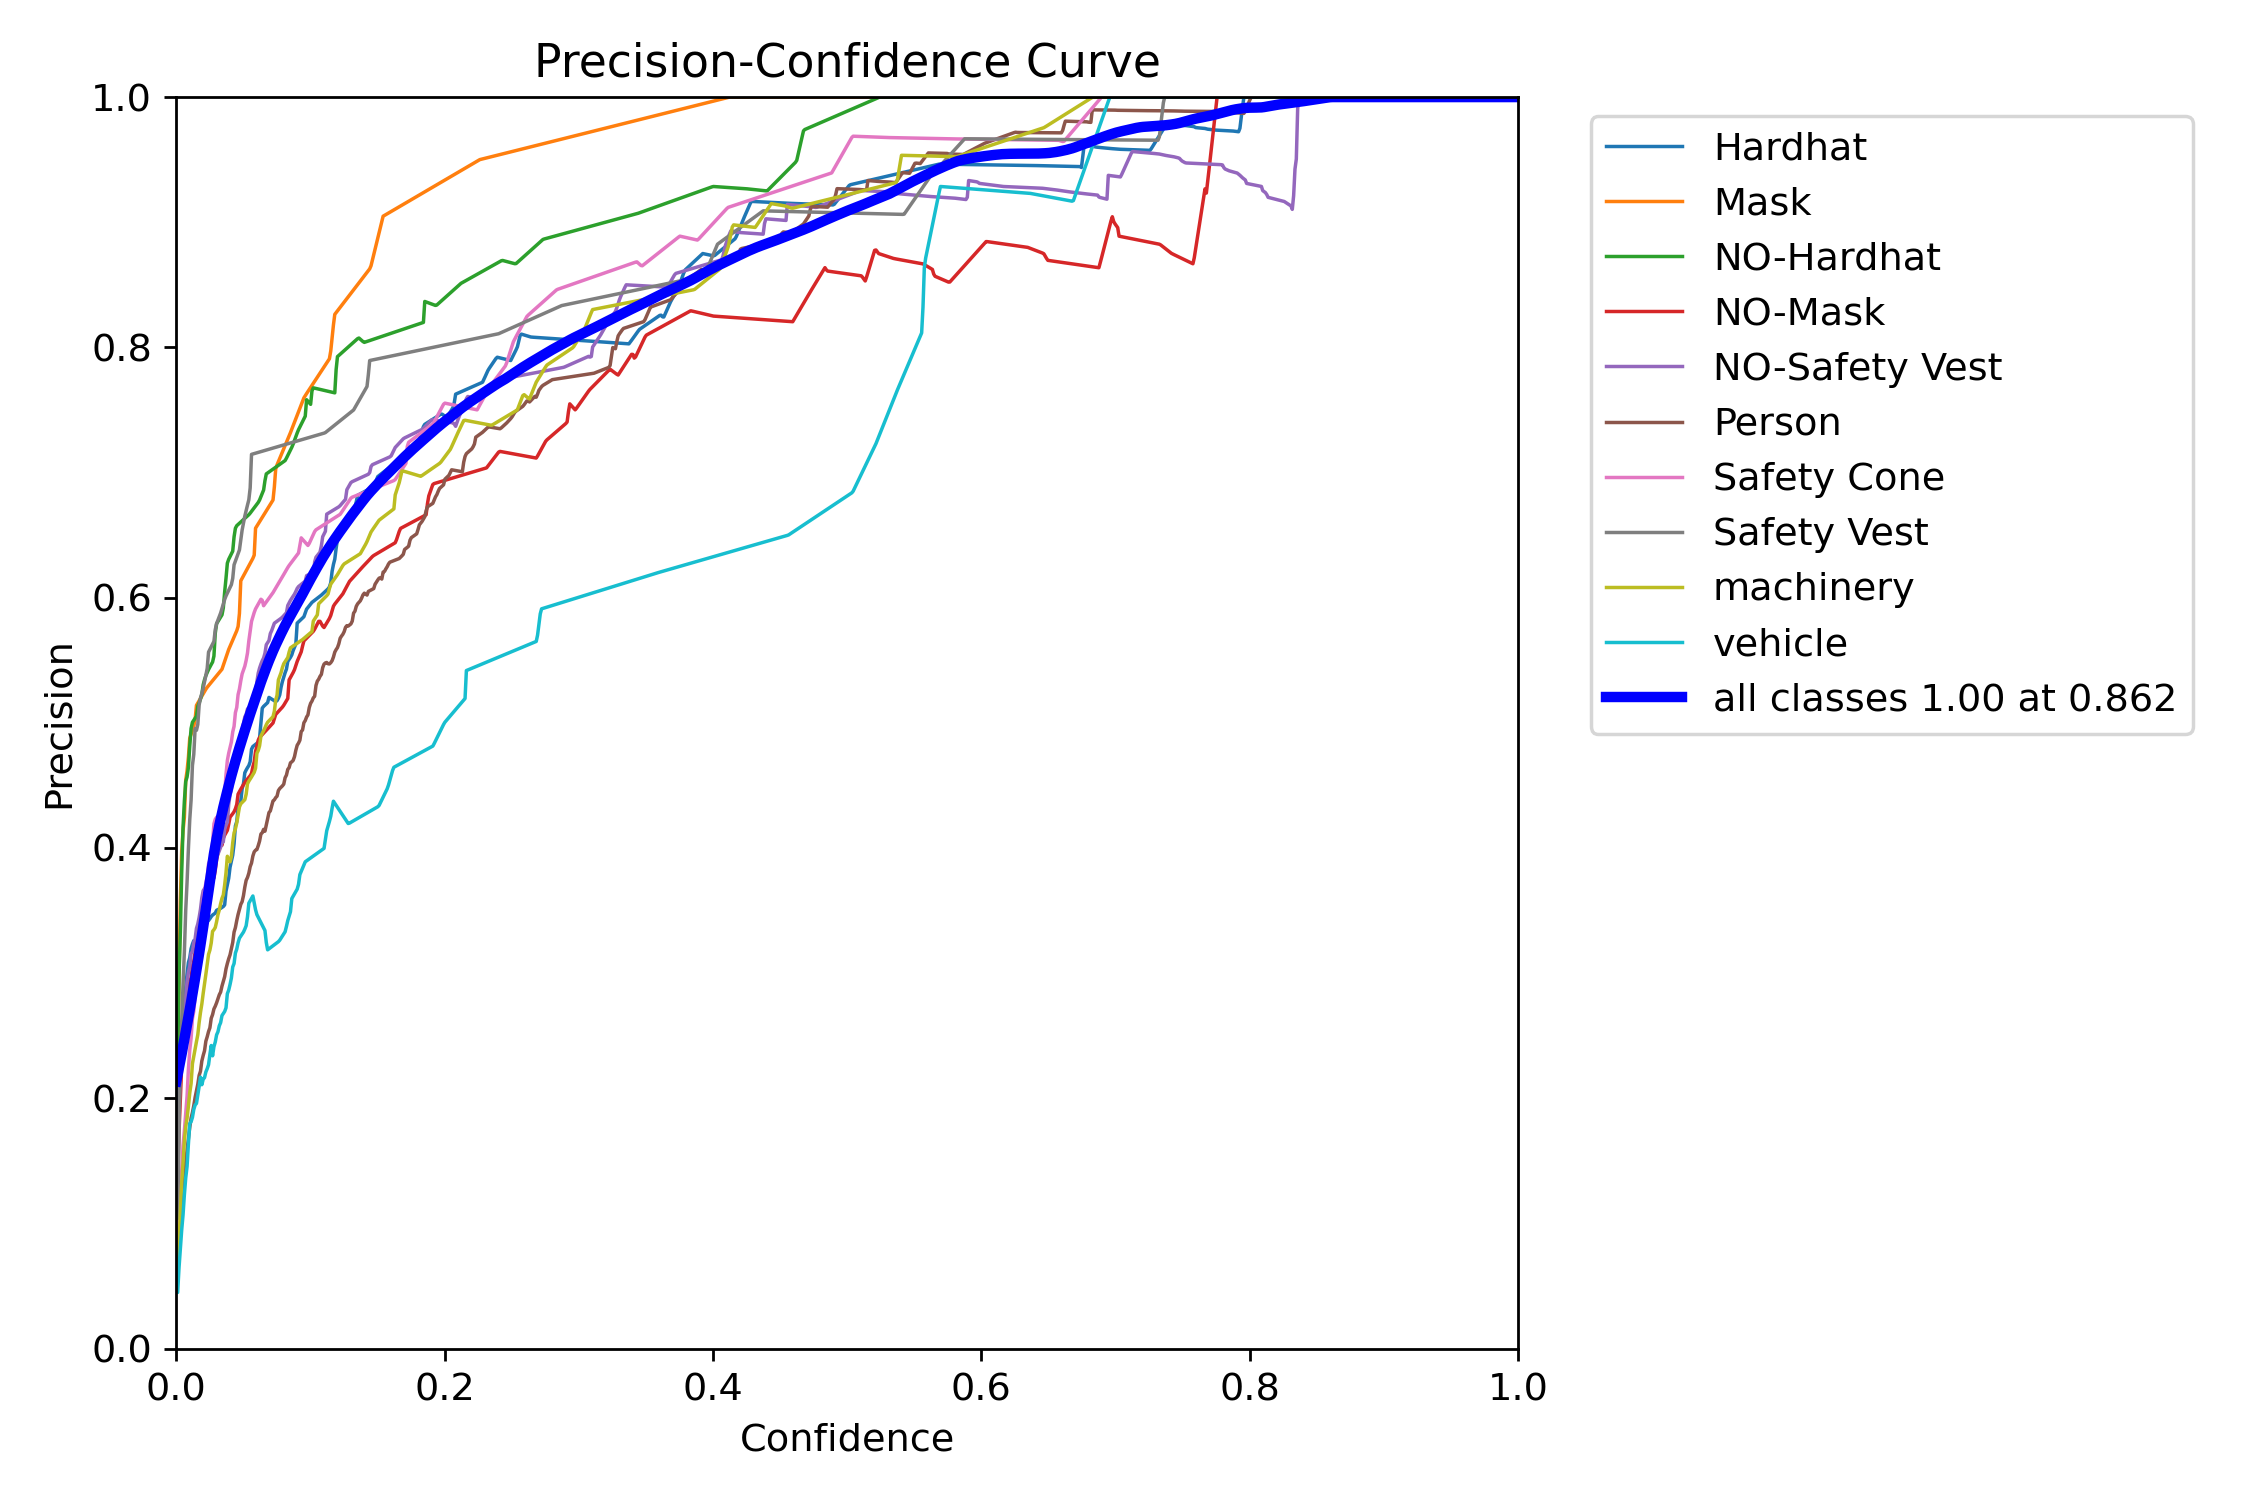 Precision-Confidence Curve
1.0
0.8
0.6
0.4
0.2
0.0
Precision
0.0 0.2 0.4 0.6 0.8 1.0
Confidence
Hardhat
Mask
NO-Hardhat
NO-Mask
NO-Safety Vest
Person
Safety Cone
Safety Vest
machinery
vehicle
all classes 1.00 at 0.862